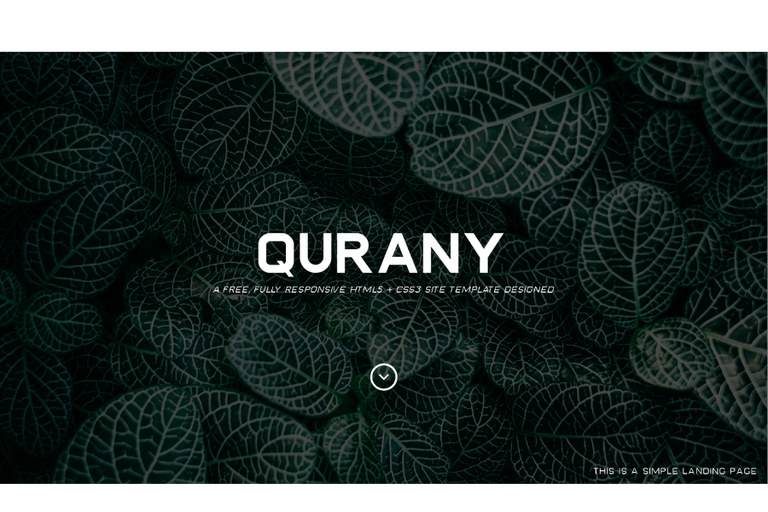 QURANY
A FREE, FULLY RESPONSIVE HTML5 + CSS3 SITE TEMPLATE DESIGNED
THIS IS A SIMPLE LANDING PAGE